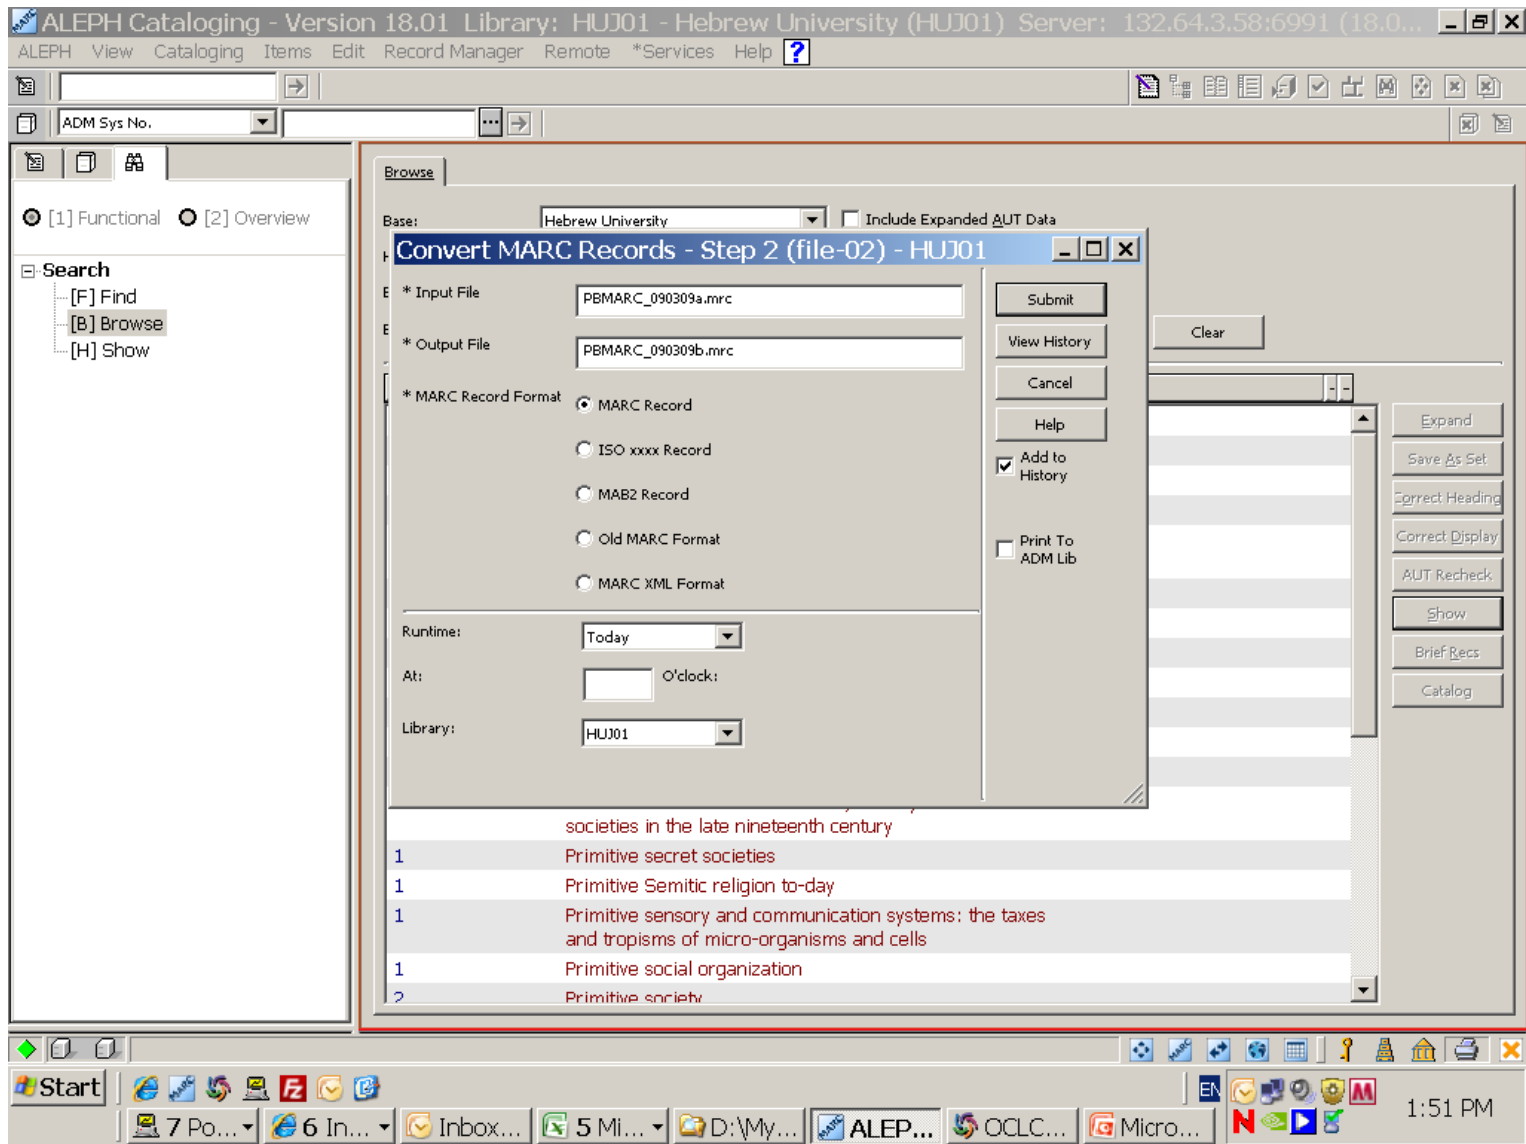 ALEPH Cataloging - Version 18.01 Library: HUJ01 - Hebrew University (HUJ01) Server: 132.64.3.58:6991 (18.0...
ALEPH View Cataloging Items Edit Record Manager Remote *Services Help ?
ADM Sys No.
[1] Functional [2] Overview
Search
[F] Find
[B] Browse
[H] Show
Browse
Base: Hebrew University Include Expanded AUT Data
Convert MARC Records - Step 2 (file-02) - HUJ01
* Input File PBMARC_090309a.mrc
* Output File PBMARC_090309b.mrc
* MARC Record Format
MARC Record
ISO xxxx Record
MAB2 Record
Old MARC Format
MARC XML Format
Runtime: Today
At: O'clock:
Library: HUJ01
Submit
View History
Cancel
Help
Add to
History
Print To
ADM Lib
Clear
Expand
Save As Set
Correct Heading
Correct Display
AUT Recheck
Show
Brief Recs
Catalog
societies in the late nineteenth century
1 Primitive secret societies
1 Primitive Semitic religion to-day
1 Primitive sensory and communication systems: the taxes
and tropisms of micro-organisms and cells
1 Primitive social organization
2 Primitive society
Start
EN
7 Po... 6 In... Inbox... 5 Mi... D:\My... ALEP... OCLC... Micro...
1:51 PM